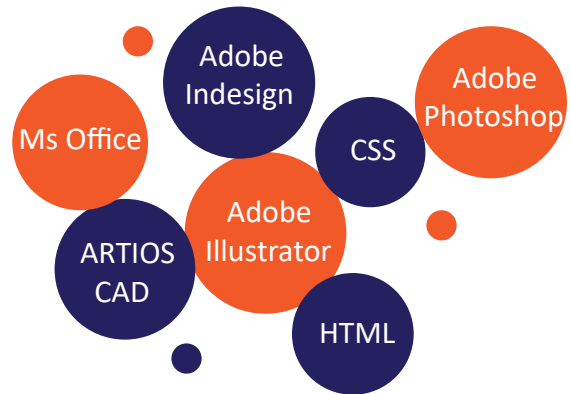 Adobe
Indesign
Adobe
Photoshop
Ms Office
CSS
Adobe
Illustrator
ARTIOS
CAD
HTML